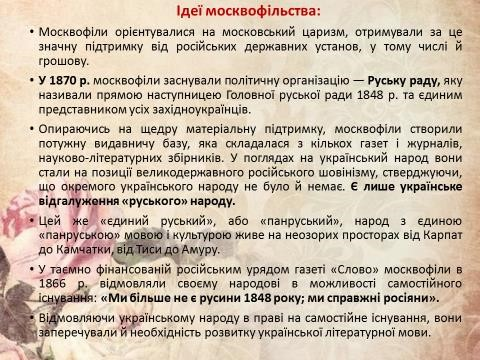 Ідеї москвофільства:
• Москвофіли орієнтувалися на московський царизм, отримували за це
значну підтримку від російських державних установ, у тому числі й
грошову.
• У 1870 р. москвофіли заснували політичну організацію — Руську раду, яку
називали прямою наступницею Головної руської ради 1848 р. та єдиним
представником усіх західноукраїнців.
• Опираючись на щедру матеріальну підтримку, москвофіли створили
потужну видавничу базу, яка складалася з кількох газет і журналів,
науково-літературних збірників. У поглядах на український народ вони
стали на позиції великодержавного російського шовінізму, стверджуючи,
що окремого українського народу не було й немає. Є лише українське
відгалуження «руського» народу.
• Цей же «єдиний руський», або «панруський», народ з єдиною
«панруською» мовою і культурою живе на неозорих просторах від Карпат
до Камчатки, від Тиси до Амуру.
• У таємно фінансованій російським урядом газеті «Слово» москвофіли в
1866 р. відмовляли своєму народові в можливості самостійного
існування: «Ми більше не є русини 1848 року; ми справжні росіяни».
• Відмовляючи українському народу в праві на самостійне існування, вони
заперечували й необхідність розвитку української літературної мови.